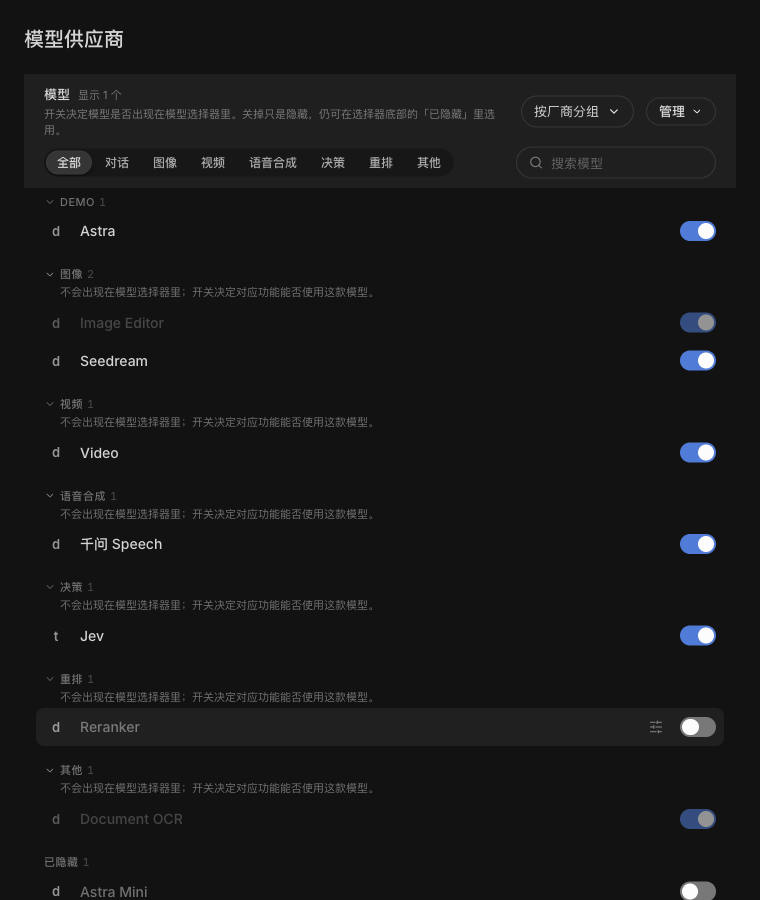 模型供应商
模型 显示 1 个
开关决定模型是否出现在模型选择器里。关掉只是隐藏，仍可在选择器底部的「已隐藏」里选
用。
按厂商分组
管理
全部 对话 图像 视频 语音合成 决策 重排 其他
搜索模型
DEMO 1
d Astra
图像 2
不会出现在模型选择器里；开关决定对应功能能否使用这款模型。
d Image Editor
d Seedream
视频 1
不会出现在模型选择器里；开关决定对应功能能否使用这款模型。
d Video
语音合成 1
不会出现在模型选择器里；开关决定对应功能能否使用这款模型。
d 千问 Speech
决策 1
不会出现在模型选择器里；开关决定对应功能能否使用这款模型。
t Jev
重排 1
不会出现在模型选择器里；开关决定对应功能能否使用这款模型。
d Reranker
其他 1
不会出现在模型选择器里；开关决定对应功能能否使用这款模型。
d Document OCR
已隐藏 1
d Astra Mini